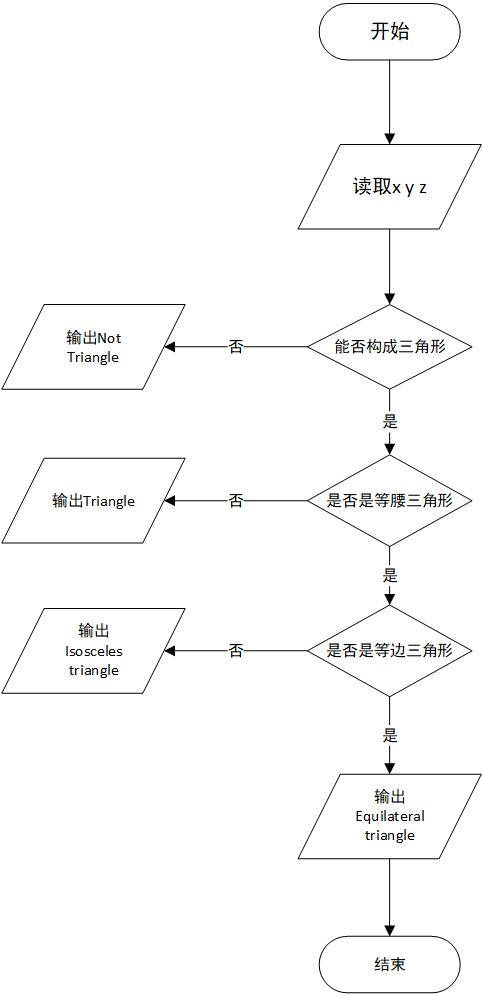 开始
读取x y z
能否构成三角形
否
输出Not
Triangle
是
是否是等腰三角形
否
输出Triangle
是
是否是等边三角形
否
输出
Isosceles
triangle
是
输出
Equilateral
triangle
结束